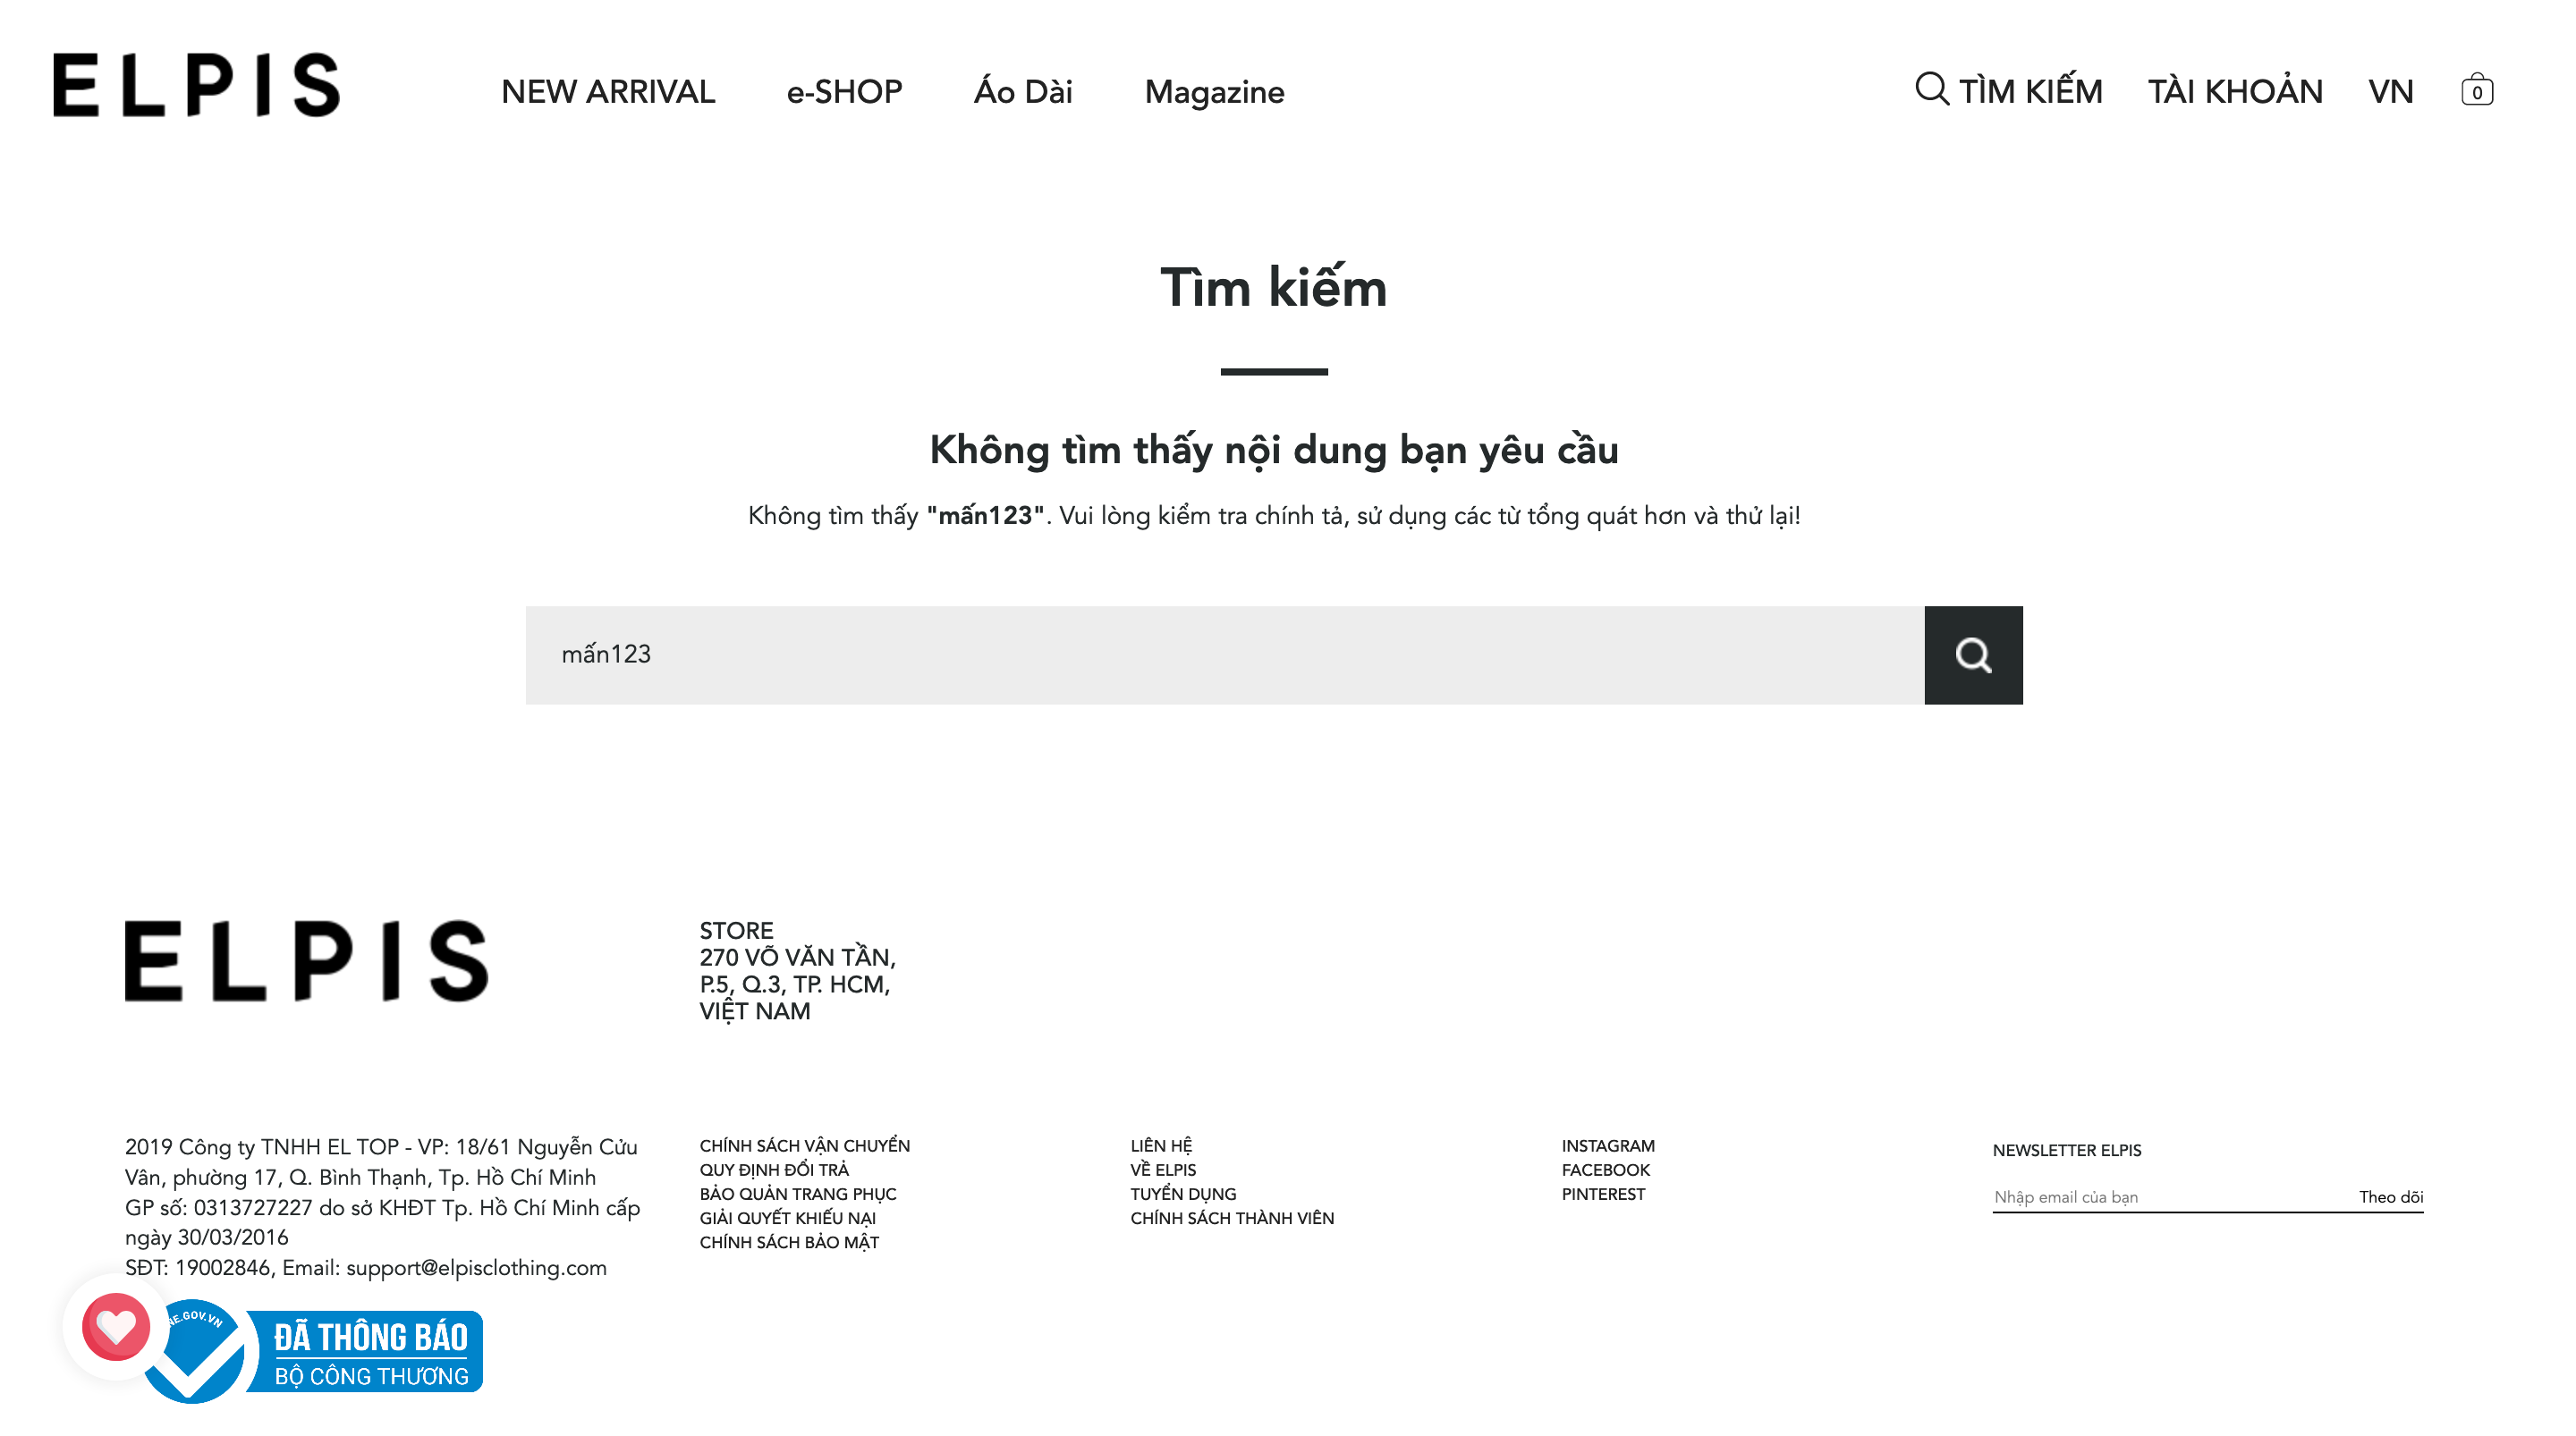 ELPIS
NEW ARRIVAL
e-SHOP
Áo Dài
Magazine
TÌM KIẾM
TÀI KHOẢN
VN
0
Tìm kiếm
Không tìm thấy nội dung bạn yêu cầu
Không tìm thấy "mấn123". Vui lòng kiểm tra chính tả, sử dụng các từ tổng quát hơn và thử lại!
mấn123
ELPIS
STORE
270 VÕ VĂN TẦN,
P.5, Q.3, TP. HCM,
VIỆT NAM
2019 Công ty TNHH EL TOP - VP: 18/61 Nguyễn Cửu
Vân, phường 17, Q. Bình Thạnh, Tp. Hồ Chí Minh
GP số: 0313727227 do sở KHĐT Tp. Hồ Chí Minh cấp
ngày 30/03/2016
SĐT: 19002846, Email: support@elpisclothing.com
CHÍNH SÁCH VẬN CHUYỂN
QUY ĐỊNH ĐỔI TRẢ
BẢO QUẢN TRANG PHỤC
GIẢI QUYẾT KHIẾU NẠI
CHÍNH SÁCH BẢO MẬT
LIÊN HỆ
VỀ ELPIS
TUYỂN DỤNG
CHÍNH SÁCH THÀNH VIÊN
INSTAGRAM
FACEBOOK
PINTEREST
NEWSLETTER ELPIS
Nhập email của bạn
Theo dõi
.GOV.VN
ĐÃ THÔNG BÁO
BỘ CÔNG THƯƠNG